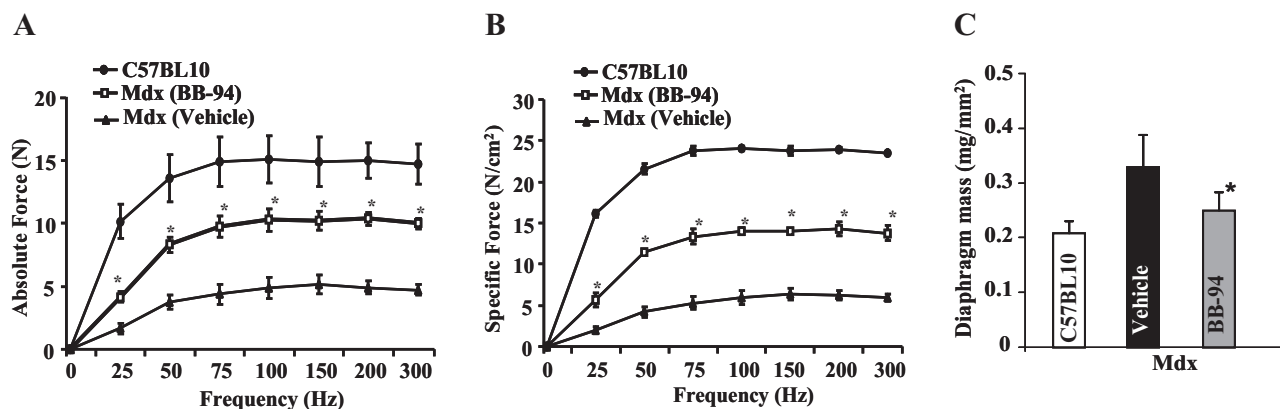 A
C57BL10
Mdx (BB-94)
Mdx (Vehicle)
Absolute Force (N)
20
15
10
5
0
* * * * * * *
0 25 50 75 100 150 200 300
Frequency (Hz)
B
C57BL10
Mdx (BB-94)
Mdx (Vehicle)
Specific Force (N/cm²)
30
25
20
15
10
5
0
* * * * * * *
0 25 50 75 100 150 200 300
Frequency (Hz)
C
Diaphragm mass (mg/mm²)
0.5
0.4
0.3
0.2
0.1
0
C57BL10
Vehicle
BB-94
*
Mdx